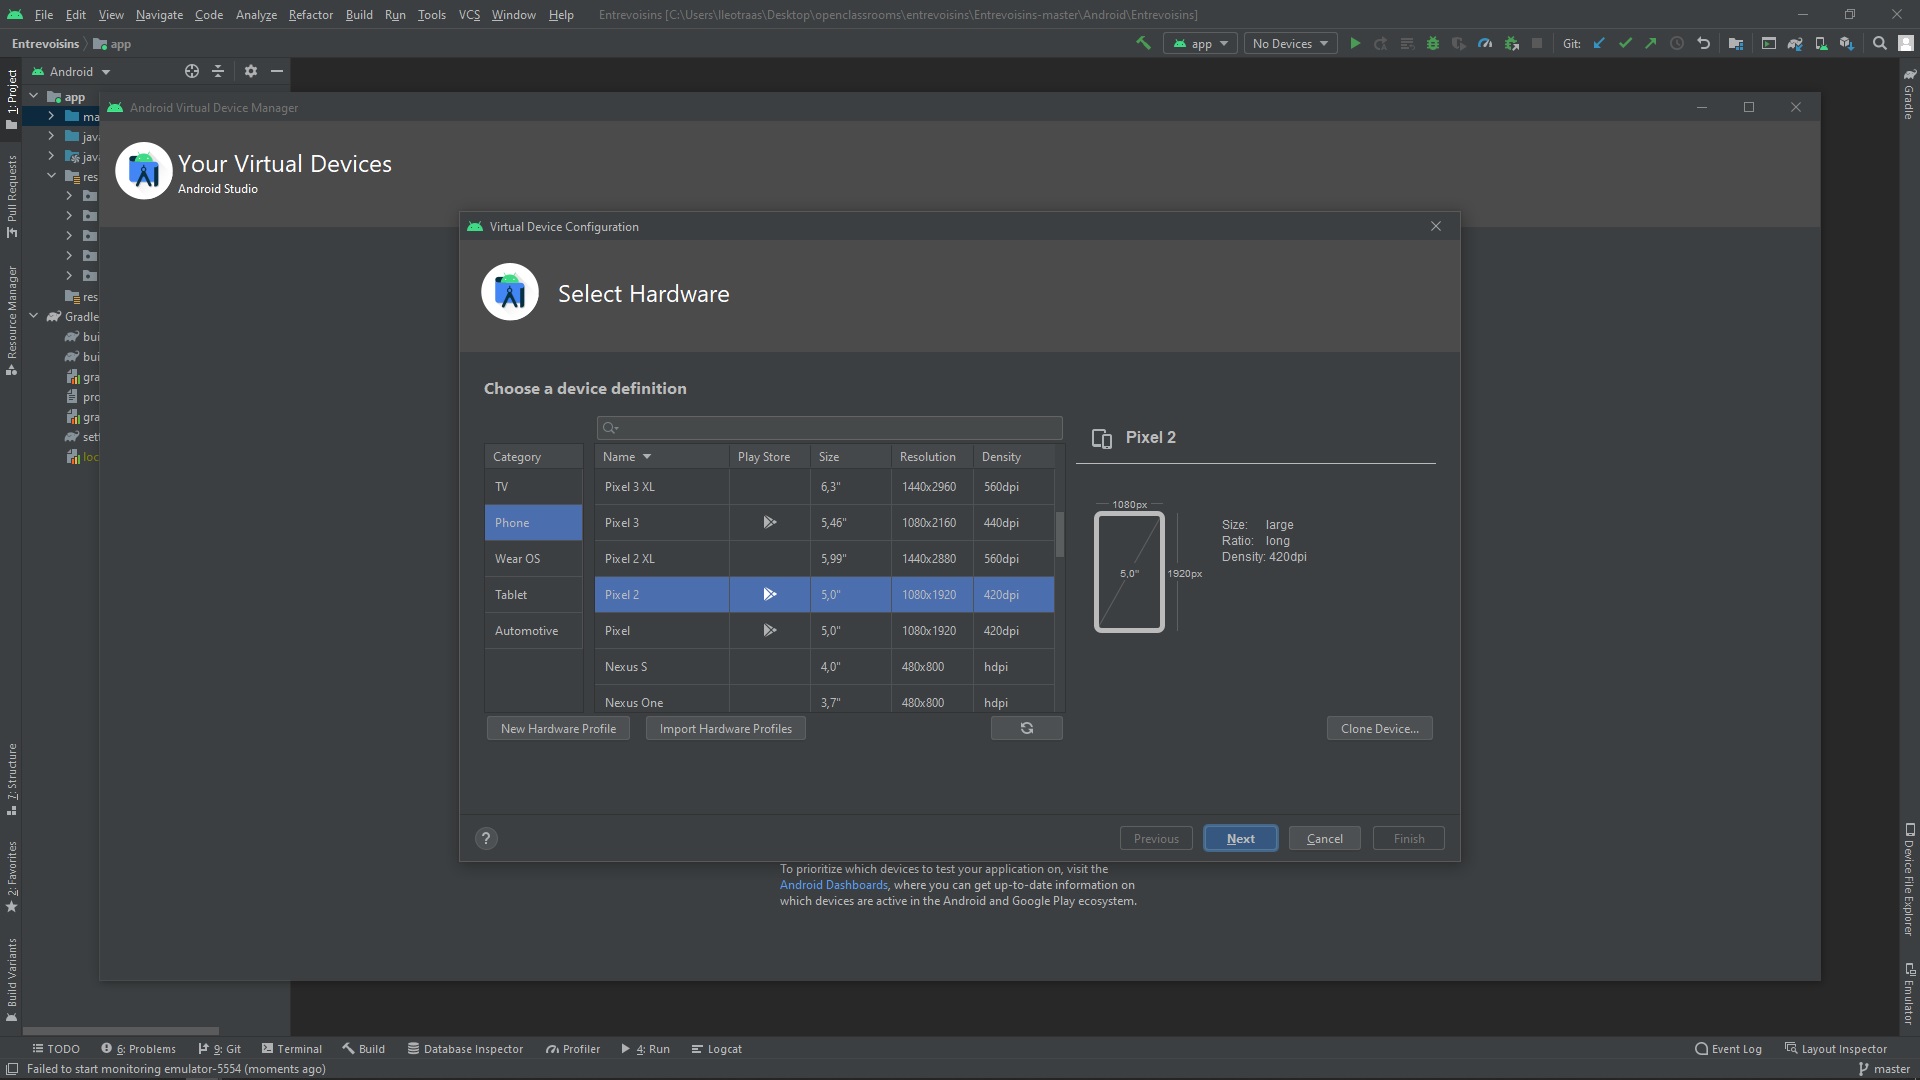 File Edit View Navigate Code Analyze Refactor Build Run Tools VCS Window Help Entrevoisins [C:\Users\lleotraas\Desktop\openclassrooms\entrevoisins\Entrevoisins-master\Android\Entrevoisins]
Entrevoisins app
app No Devices Git:
Android
1: Project
Pull Requests
Resource Manager
7: Structure
2: Favorites
Build Variants
app
ma
java
java
res
res
Gradle
bui
bui
gra
pro
gra
sett
loc
Android Virtual Device Manager
Your Virtual Devices
Android Studio
Virtual Device Configuration
Select Hardware
Choose a device definition
Category
TV
Phone
Wear OS
Tablet
Automotive
Name Play Store Size Resolution Density
Pixel 3 XL 6,3" 1440x2960 560dpi
Pixel 3 5,46" 1080x2160 440dpi
Pixel 2 XL 5,99" 1440x2880 560dpi
Pixel 2 5,0" 1080x1920 420dpi
Pixel 5,0" 1080x1920 420dpi
Nexus S 4,0" 480x800 hdpi
Nexus One 3,7" 480x800 hdpi
Pixel 2
1080px
5,0"
1920px
Size: large
Ratio: long
Density: 420dpi
New Hardware Profile Import Hardware Profiles Clone Device...
? Previous Next Cancel Finish
To prioritize which devices to test your application on, visit the
Android Dashboards, where you can get up-to-date information on
which devices are active in the Android and Google Play ecosystem.
Gradle
Device File Explorer
Emulator
TODO 6: Problems 9: Git Terminal Build Database Inspector Profiler 4: Run Logcat Event Log Layout Inspector
Failed to start monitoring emulator-5554 (moments ago) master